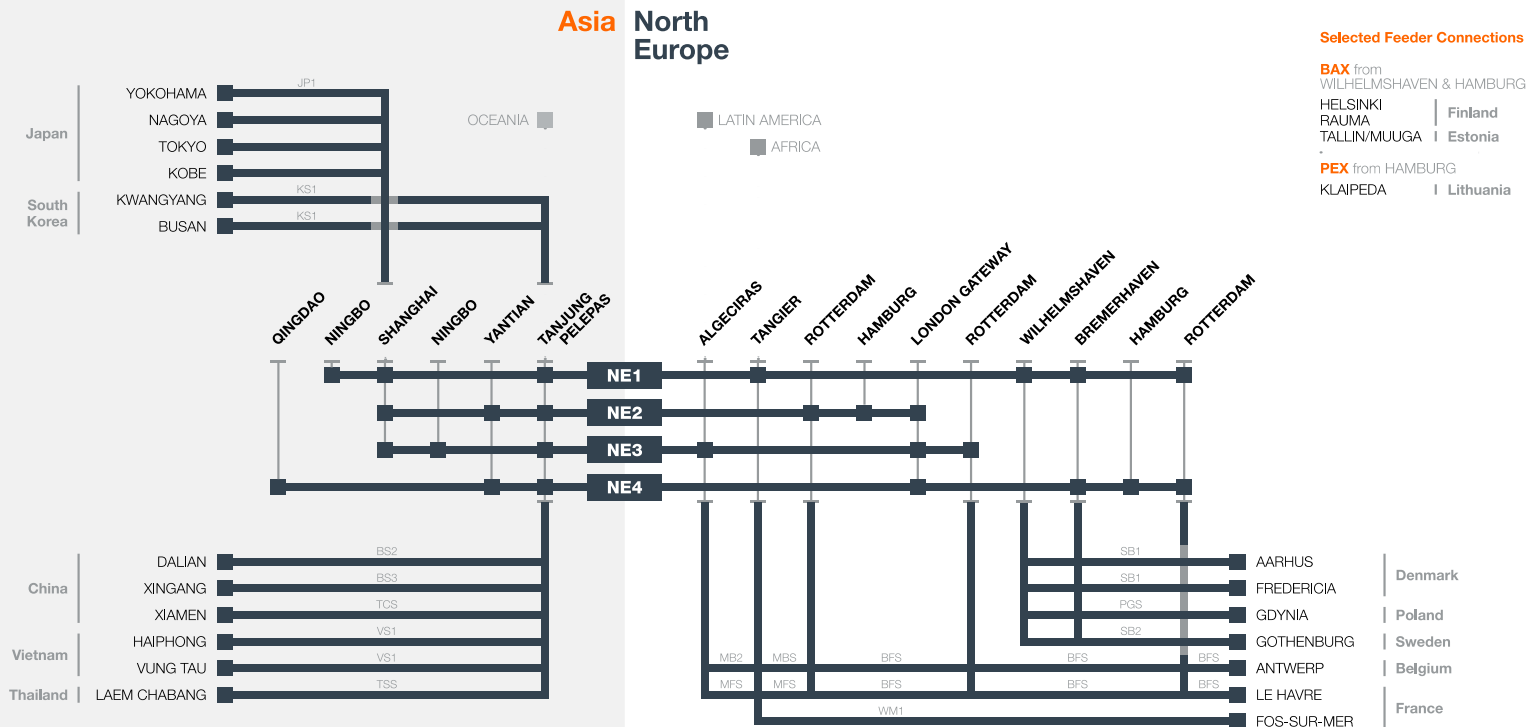 Asia
North
Europe
Selected Feeder Connections
BAX from
WILHELMSHAVEN & HAMBURG
HELSINKI
RAUMA
Finland
TALLIN/MUUGA
Estonia
PEX from HAMBURG
KLAIPEDA
Lithuania
Japan
YOKOHAMA
JP1
NAGOYA
TOKYO
KOBE
OCEANIA
LATIN AMERICA
AFRICA
South
Korea
KWANGYANG
KS1
BUSAN
KS1
QINGDAO
NINGBO
SHANGHAI
NINGBO
YANTIAN
TANJUNG
PELEPAS
ALGECIRAS
TANGIER
ROTTERDAM
HAMBURG
LONDON GATEWAY
ROTTERDAM
WILHELMSHAVEN
BREMERHAVEN
HAMBURG
ROTTERDAM
NE1
NE2
NE3
NE4
China
DALIAN
BS2
XINGANG
BS3
XIAMEN
TCS
Vietnam
HAIPHONG
VS1
VUNG TAU
VS1
Thailand
LAEM CHABANG
TSS
SB1
AARHUS
SB1
FREDERICIA
Denmark
PGS
GDYNIA
Poland
SB2
GOTHENBURG
Sweden
MB2
MBS
BFS
BFS
BFS
ANTWERP
Belgium
MFS
MFS
BFS
BFS
BFS
LE HAVRE
WM1
FOS-SUR-MER
France